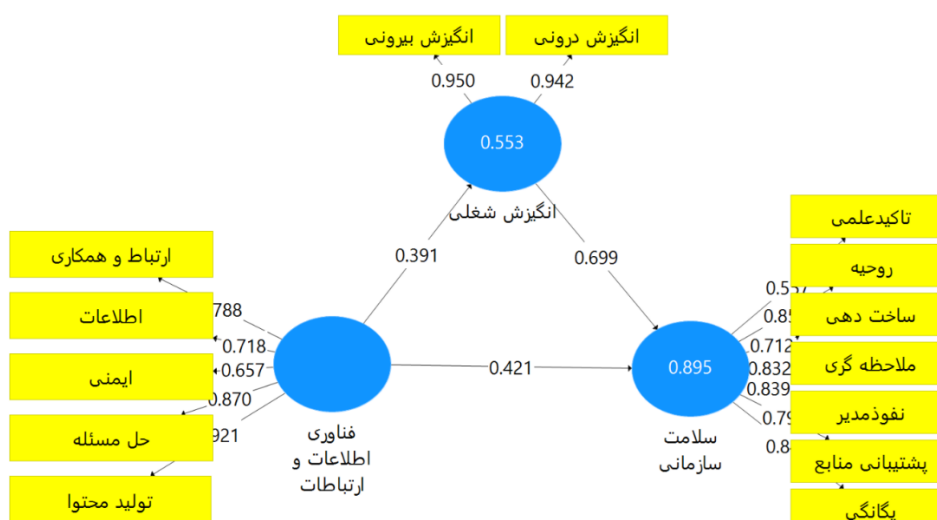 انگیزش بیرونی
انگیزش درونی
0.950
0.942
0.553
انگیزش شغلی
0.391
0.699
0.421
ارتباط و همکاری
اطلاعات
ایمنی
حل مسئله
تولید محتوا
0.718
0.657
0.870
فناوری
اطلاعات و
ارتباطات
0.895
سلامت
سازمانی
0.712
0.832
0.839
تاکیدعلمی
روحیه
ساخت دهی
ملاحظه گری
نفوذمدیر
پشتیبانی منابع
یگانگی